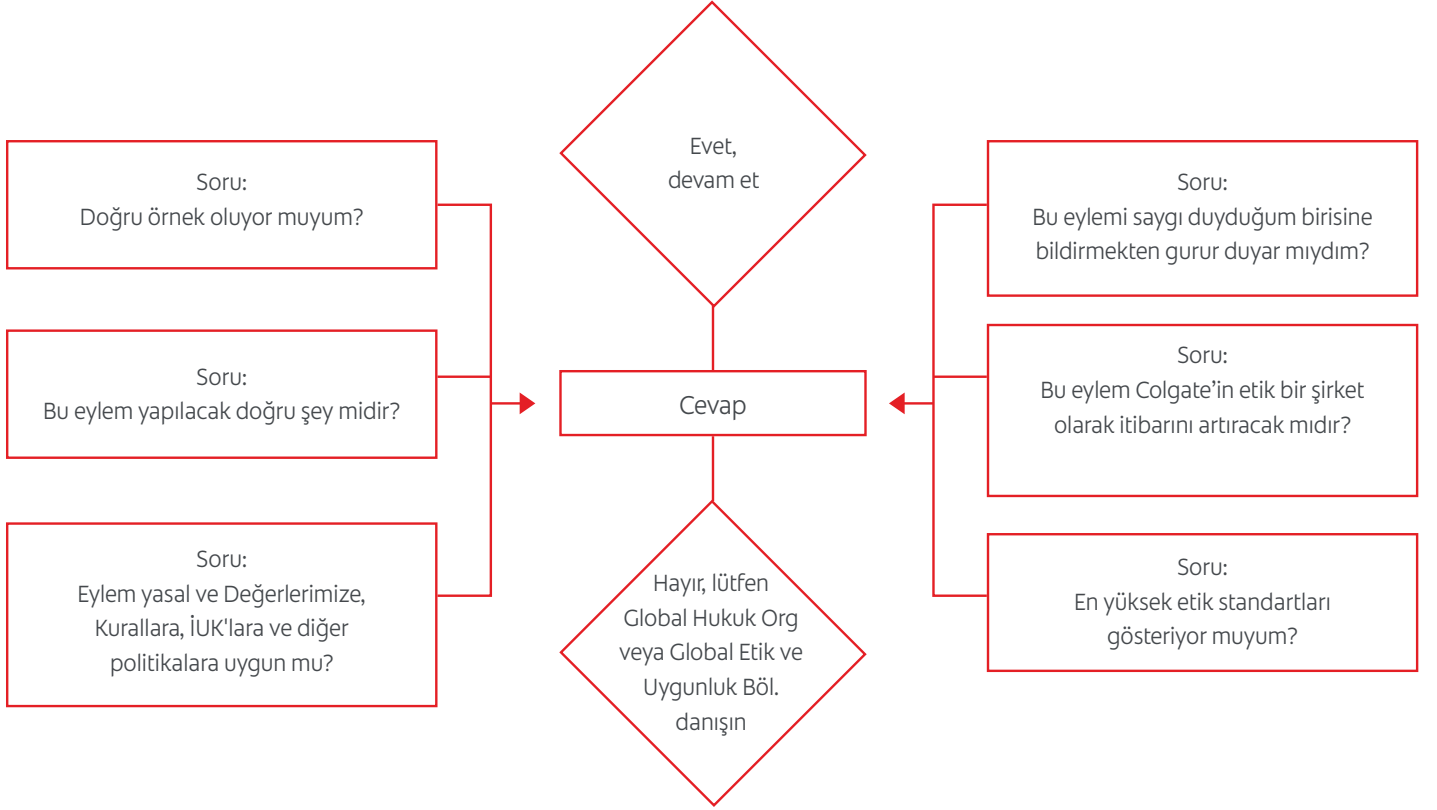 Soru:
Doğru örnek oluyor muyum?
Soru:
Bu eylem yapılacak doğru şey midir?
Soru:
Eylem yasal ve Değerlerimize,
Kurallara, İUK'lara ve diğer
politikalara uygun mu?
Evet,
devam et
Cevap
Hayır, lütfen
Global Hukuk Org
veya Global Etik ve
Uygunluk Böl.
danışın
Soru:
Bu eylemi saygı duyduğum birisine
bildirmekten gurur duyar mıydım?
Soru:
Bu eylem Colgate’in etik bir şirket
olarak itibarını artıracak mıdır?
Soru:
En yüksek etik standartları
gösteriyor muyum?